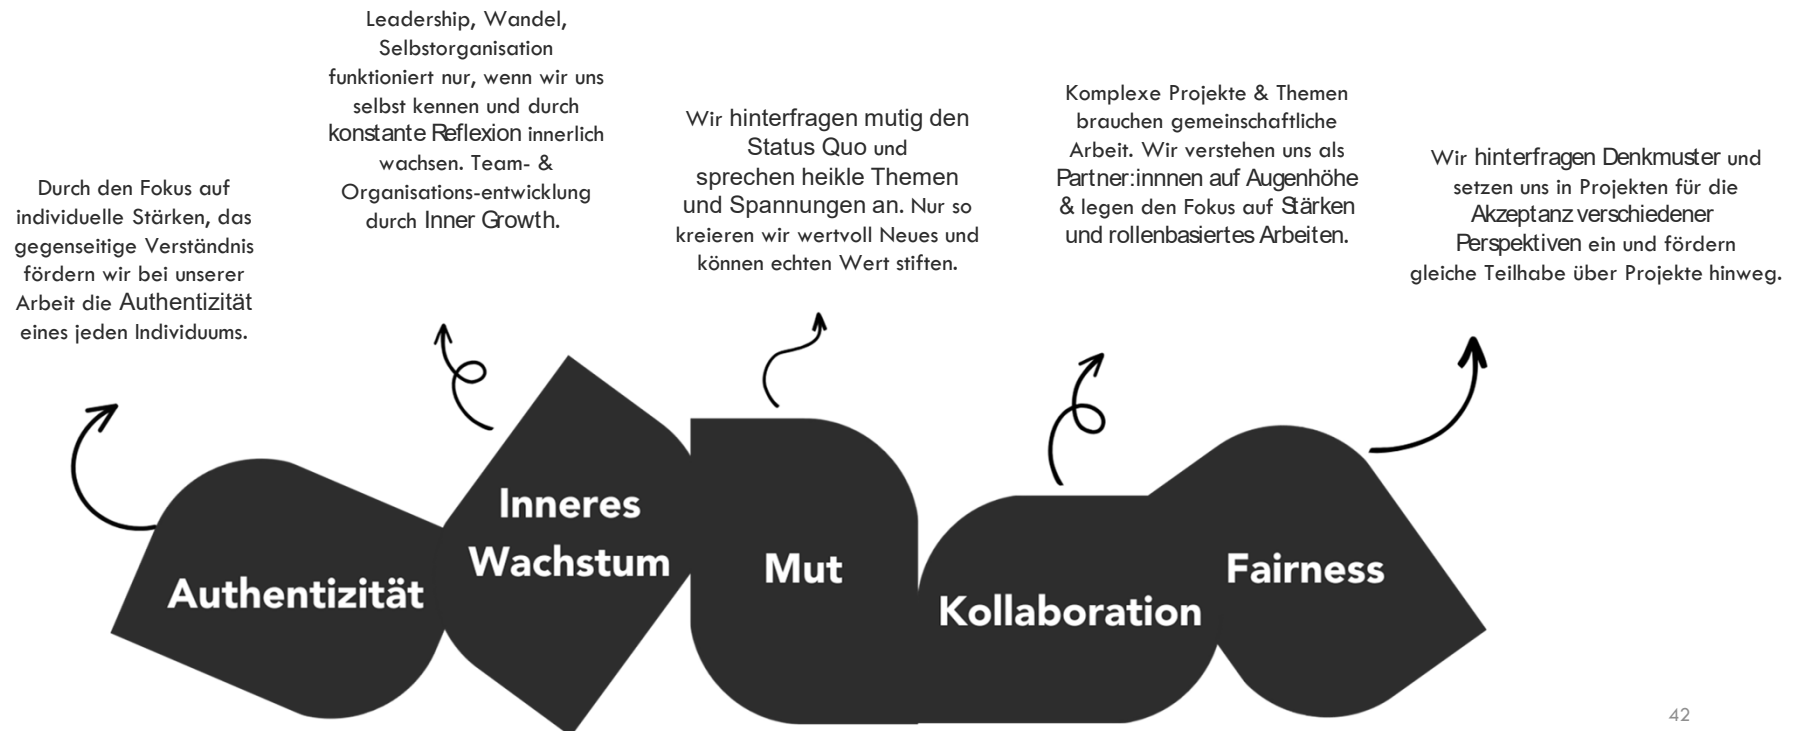 Durch den Fokus auf
individuelle Stärken, das
gegenseitige Verständnis
fördern wir bei unserer
Arbeit die Authentizität
eines jeden Individuums.
Leadership, Wandel,
Selbstorganisation
funktioniert nur, wenn wir uns
selbst kennen und durch
konstante Reflexion innerlich
wachsen. Team- &
Organisations-entwicklung
durch Inner Growth.
Wir hinterfragen mutig den
Status Quo und
sprechen heikle Themen
und Spannungen an. Nur so
kreieren wir wertvoll Neues und
können echten Wert stiften.
Komplexe Projekte & Themen
brauchen gemeinschaftliche
Arbeit. Wir verstehen uns als
Partner:innnen auf Augenhöhe
& legen den Fokus auf Stärken
und rollenbasiertes Arbeiten.
Wir hinterfragen Denkmuster und
setzen uns in Projekten für die
Akzeptanz verschiedener
Perspektiven ein und fördern
gleiche Teilhabe über Projekte hinweg.
Authentizität
Inneres
Wachstum
Mut
Kollaboration
Fairness
42